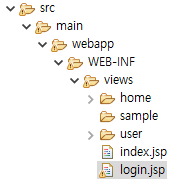 src
main
webapp
WEB-INF
views
home
sample
user
index.jsp
login.jsp